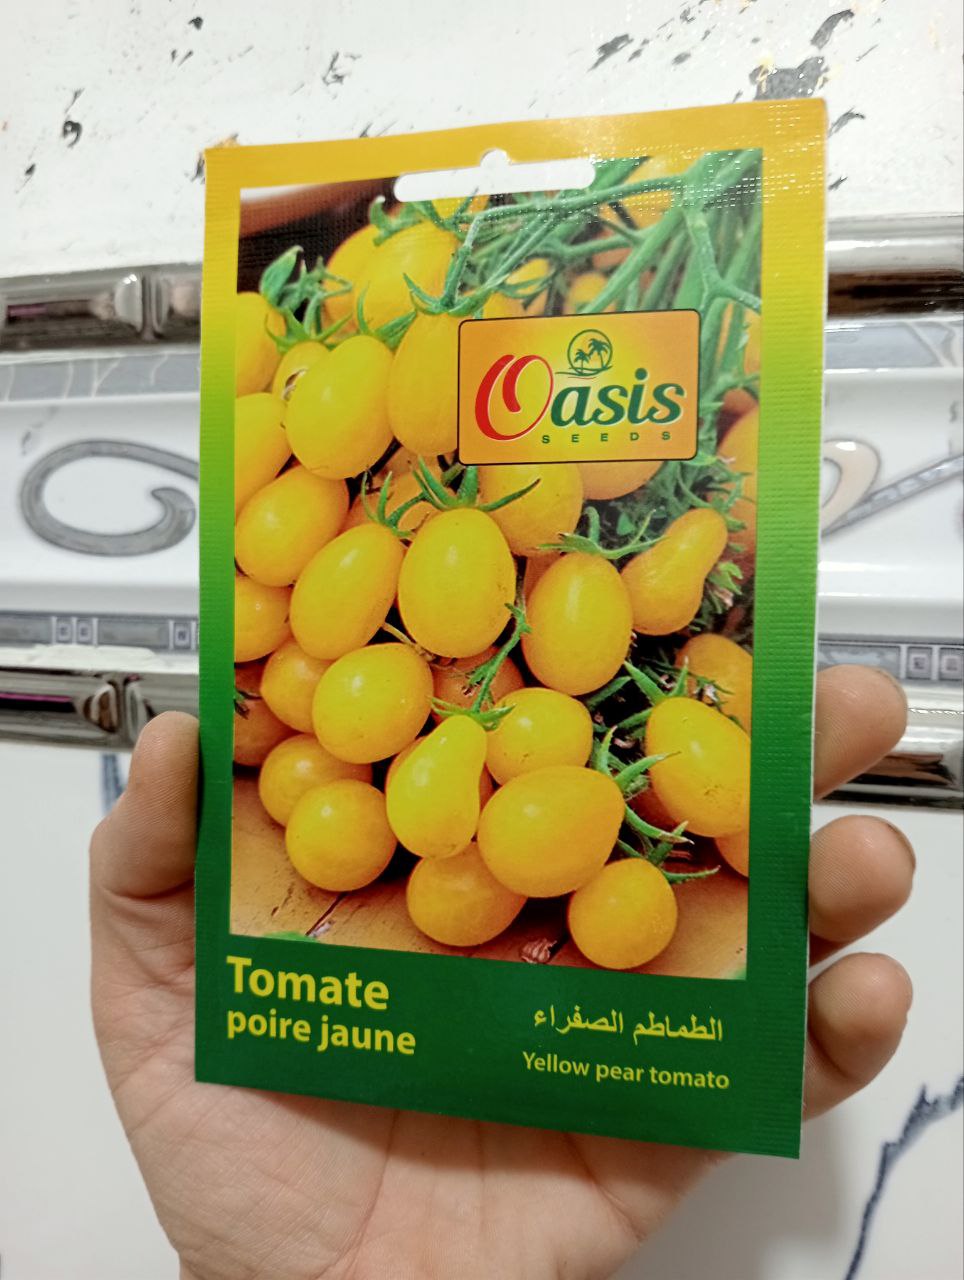 Oasis
SEEDS
Tomate
poire jaune
الطماطم الصفراء
Yellow pear tomato